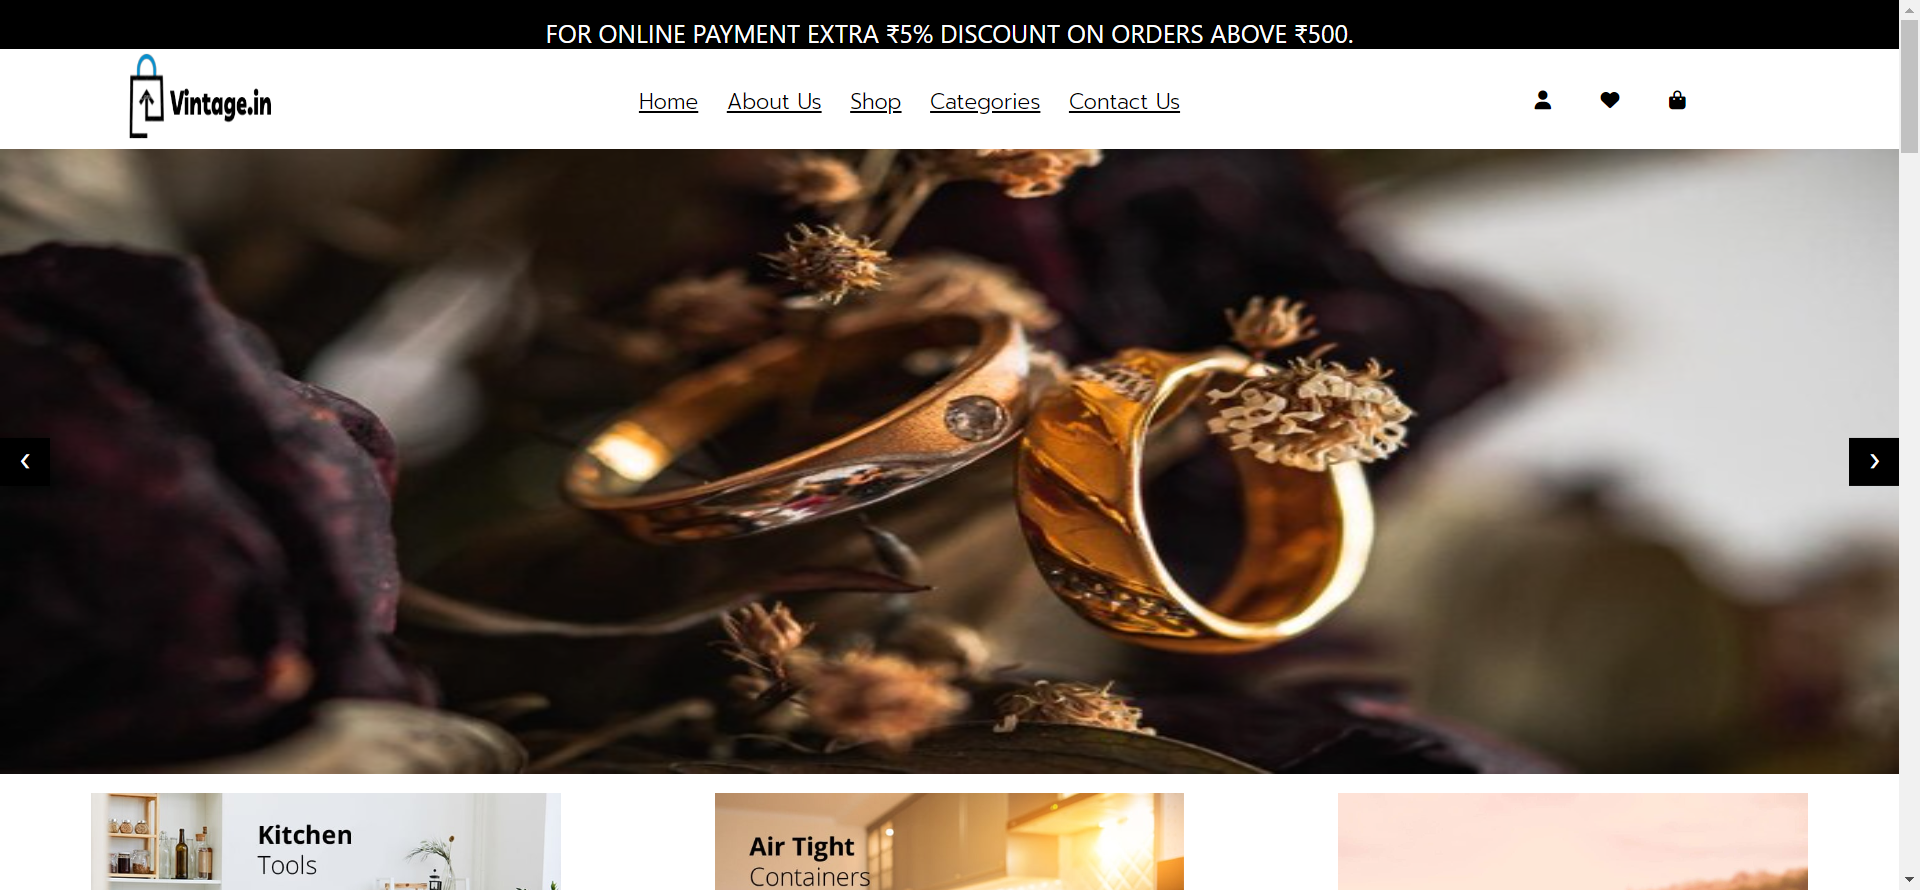 FOR ONLINE PAYMENT EXTRA ₹5% DISCOUNT ON ORDERS ABOVE ₹500.
Vintage.in
Home About Us Shop Categories Contact Us
Kitchen
Tools
Air Tight
Containers